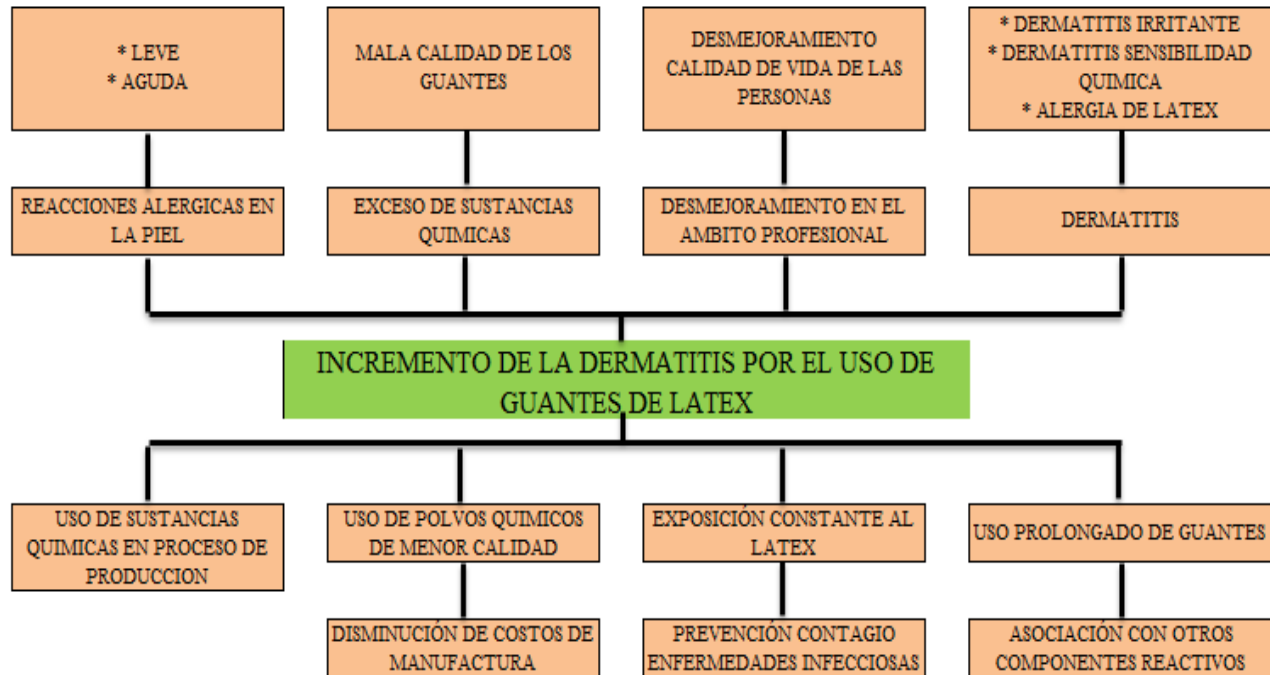 * LEVE
* AGUDA
MALA CALIDAD DE LOS
GUANTES
DESMEJORAMIENTO
CALIDAD DE VIDA DE LAS
PERSONAS
* DERMATITIS IRRITANTE
* DERMATITIS SENSIBILIDAD
QUIMICA
* ALERGIA DE LATEX
REACCIONES ALERGICAS EN
LA PIEL
EXCESO DE SUSTANCIAS
QUIMICAS
DESMEJORAMIENTO EN EL
AMBITO PROFESIONAL
DERMATITIS
INCREMENTO DE LA DERMATITIS POR EL USO DE
GUANTES DE LATEX
USO DE SUSTANCIAS
QUIMICAS EN PROCESO DE
PRODUCCION
USO DE POLVOS QUIMICOS
DE MENOR CALIDAD
EXPOSICIÓN CONSTANTE AL
LATEX
USO PROLONGADO DE GUANTES
DISMINUCIÓN DE COSTOS DE
MANUFACTURA
PREVENCIÓN CONTAGIO
ENFERMEDADES INFECCIOSAS
ASOCIACIÓN CON OTROS
COMPONENTES REACTIVOS